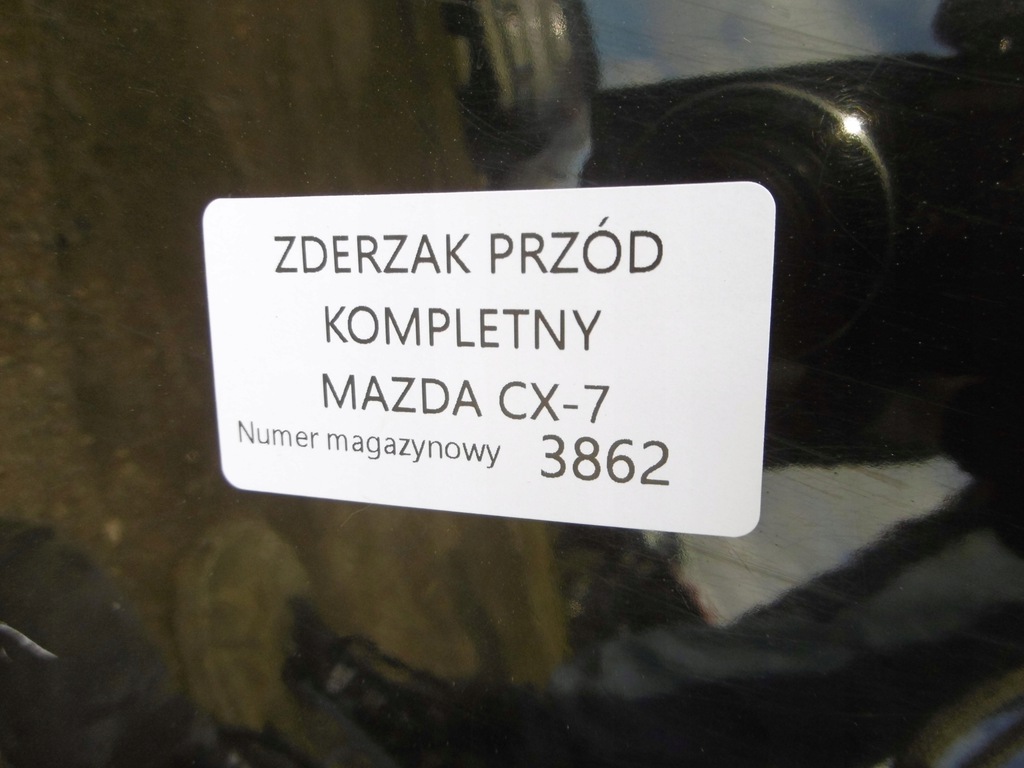 ZDERZAK PRZÓD
KOMPLETNY
MAZDA CX-7
Numer magazynowy 3862